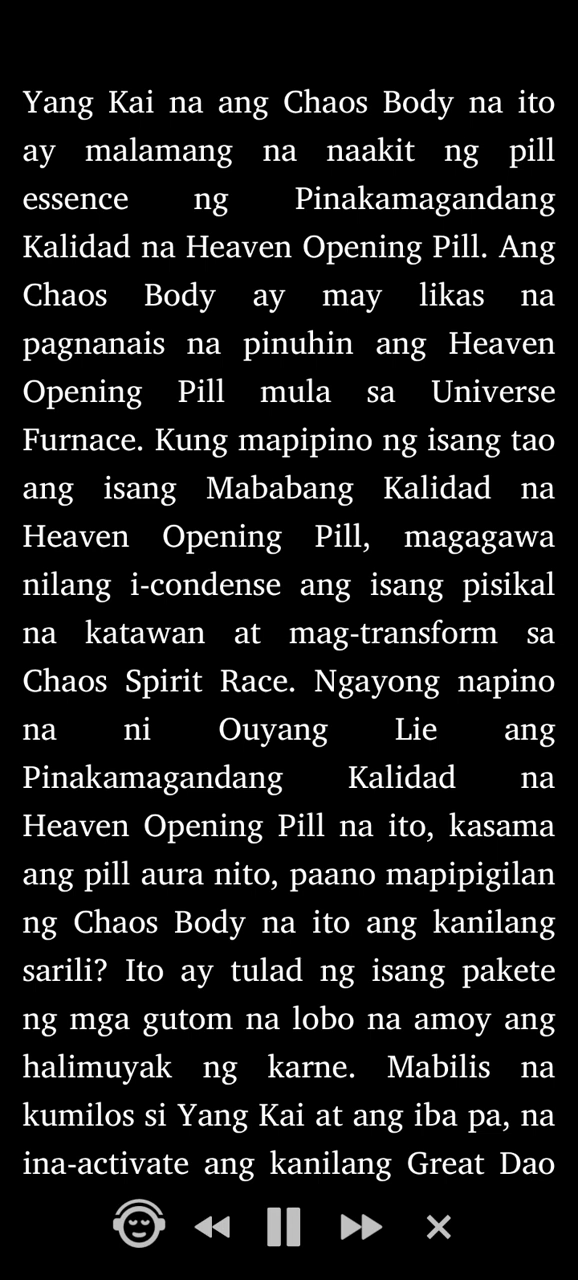 Yang Kai na ang Chaos Body na ito
ay malamang na naakit ng pill
essence ng Pinakamagandang
Kalidad na Heaven Opening Pill. Ang
Chaos Body ay may likas na
pagnanais na pinuhin ang Heaven
Opening Pill mula sa Universe
Furnace. Kung mapipino ng isang tao
ang isang Mababang Kalidad na
Heaven Opening Pill, magagawa
nilang i-condense ang isang pisikal
na katawan at mag-transform sa
Chaos Spirit Race. Ngayong napino
na ni Ouyang Lie ang
Pinakamagandang Kalidad na
Heaven Opening Pill na ito, kasama
ang pill aura nito, paano mapipigilan
ng Chaos Body na ito ang kanilang
sarili? Ito ay tulad ng isang pakete
ng mga gutom na lobo na amoy ang
halimuyak ng karne. Mabilis na
kumilos si Yang Kai at ang iba pa, na
ina-activate ang kanilang Great Dao